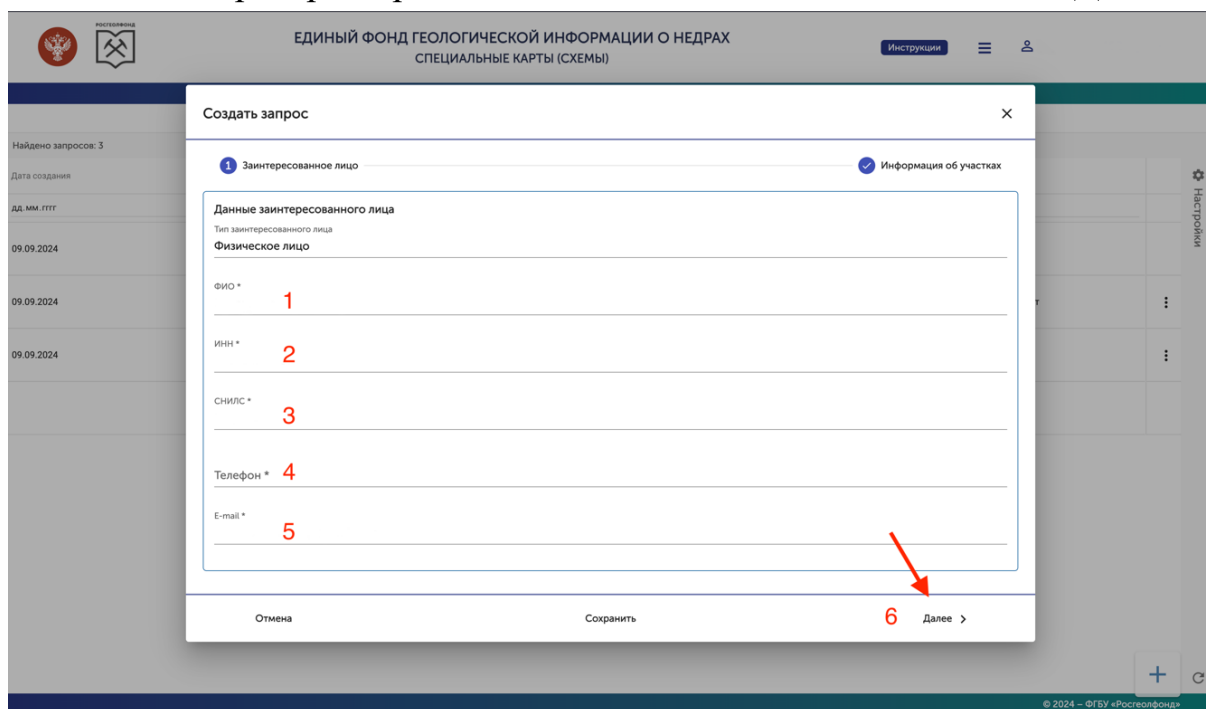 РОСГЕОЛФОНД
ЕДИНЫЙ ФОНД ГЕОЛОГИЧЕСКОЙ ИНФОРМАЦИИ О НЕДРАХ
СПЕЦИАЛЬНЫЕ КАРТЫ (СХЕМЫ)
Инструкции
Создать запрос
Найдено запросов: 3
1 Заинтересованное лицо
Информация об участках
Дата создания
Настройки
дд.мм.гггг
Данные заинтересованного лица
Тип заинтересованного лица
Физическое лицо
09.09.2024
ФИО *
1
09.09.2024
т
ИНН *
2
09.09.2024
СНИЛС *
3
Телефон * 4
E-mail *
5
Отмена
Сохранить
6 Далее >
© 2024 – ФГБУ «Росгеолфонд»